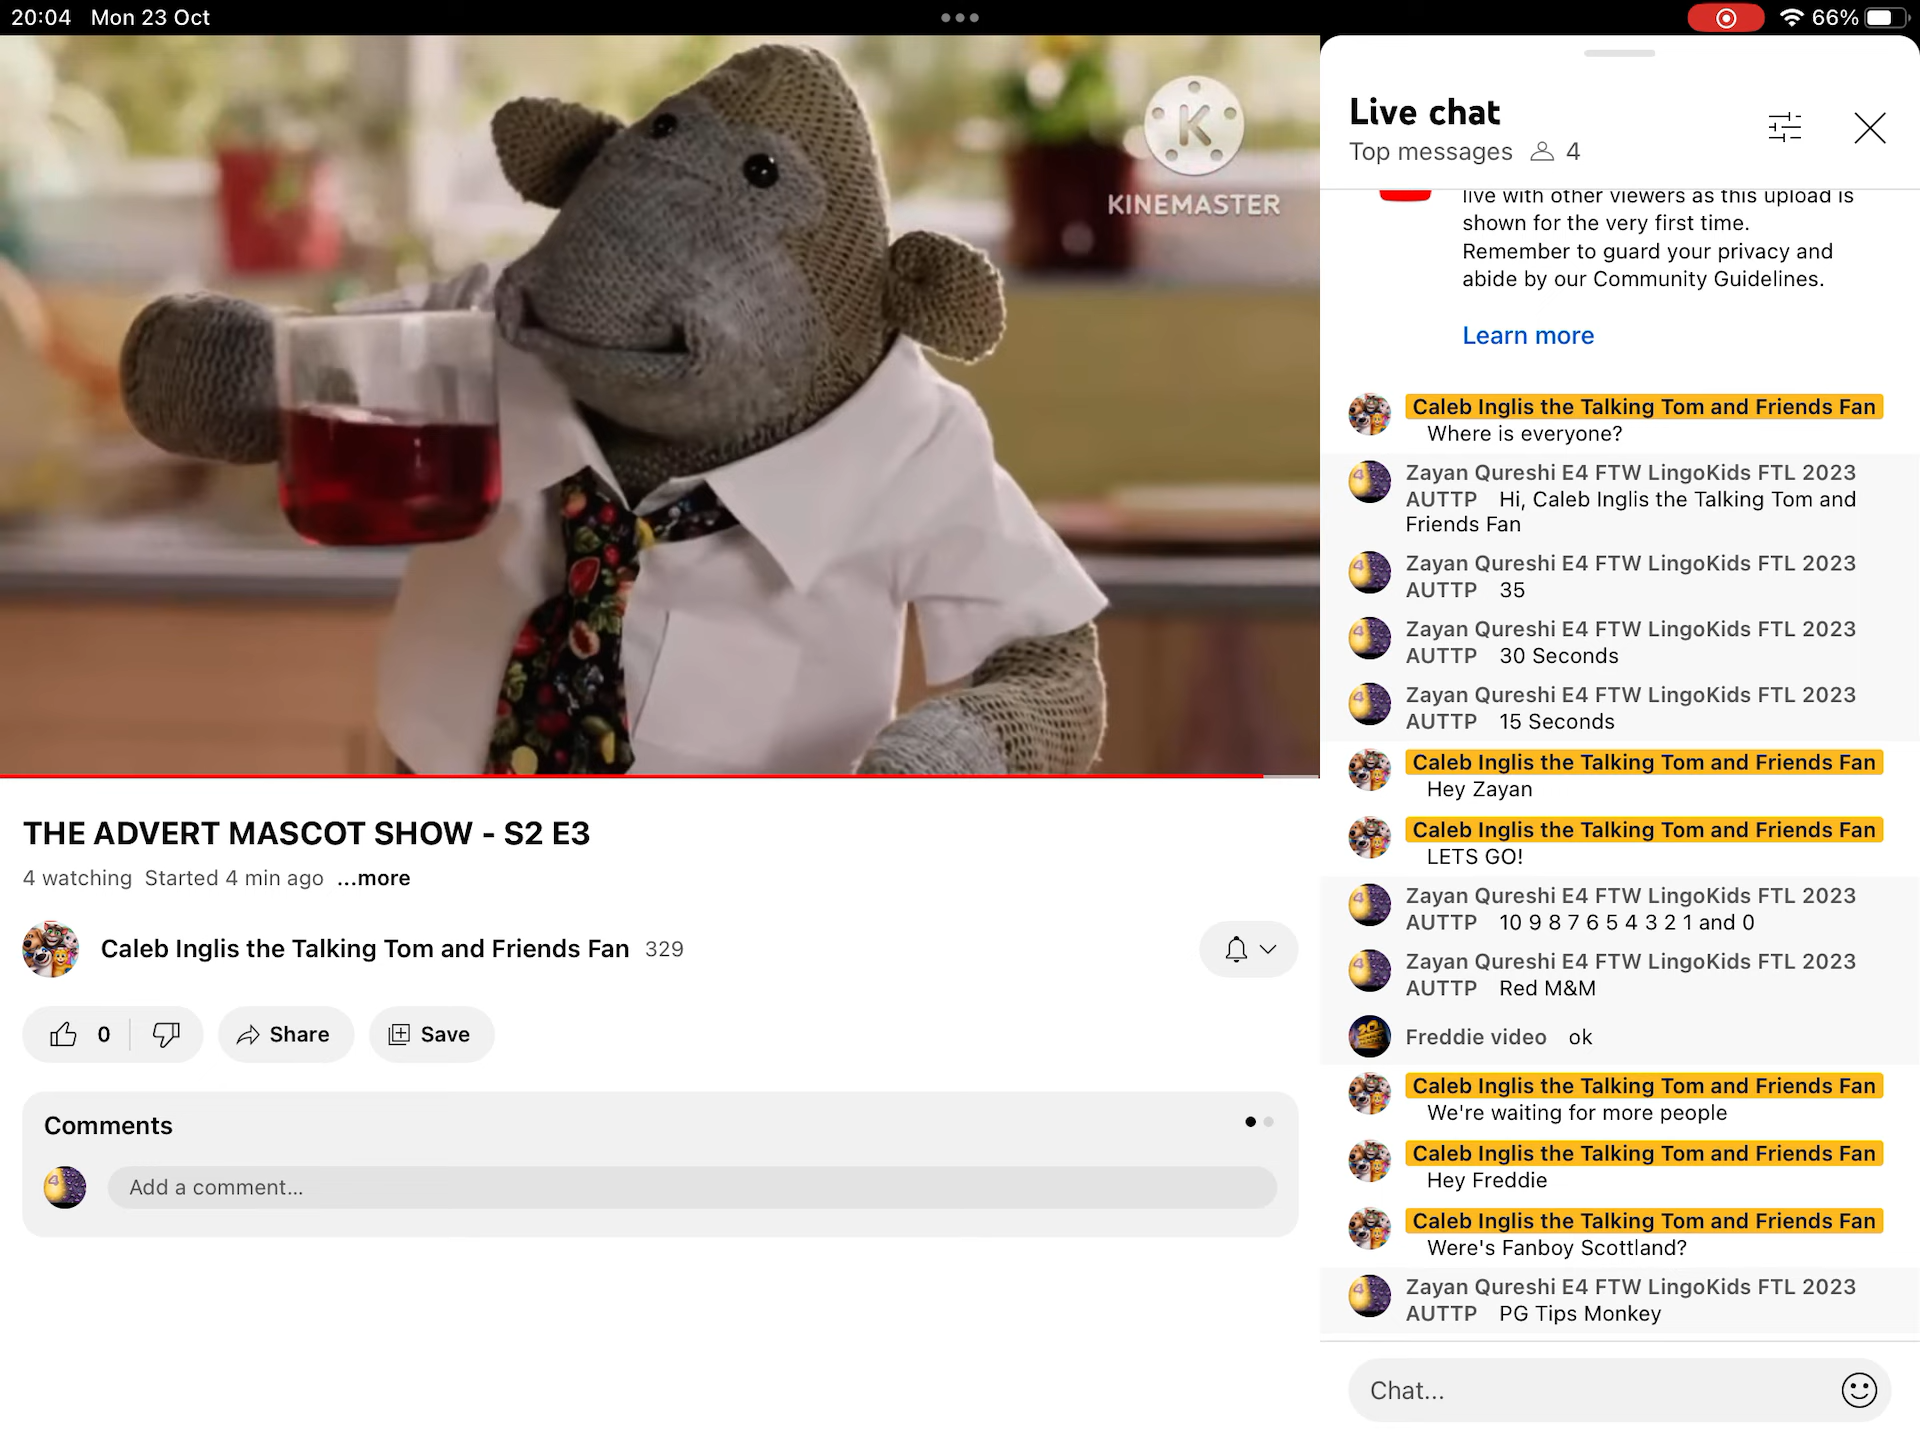 20:04 Mon 23 Oct
66%
K
KINEMASTER
THE ADVERT MASCOT SHOW - S2 E3
4 watching Started 4 min ago ...more
Caleb Inglis the Talking Tom and Friends Fan 329
0
Share
Save
Comments
4
Add a comment...
Live chat
Top messages 4
live with other viewers as this upload is
shown for the very first time.
Remember to guard your privacy and
abide by our Community Guidelines.
Learn more
Caleb Inglis the Talking Tom and Friends Fan
Where is everyone?
Zayan Qureshi E4 FTW LingoKids FTL 2023
AUTTP Hi, Caleb Inglis the Talking Tom and
Friends Fan
Zayan Qureshi E4 FTW LingoKids FTL 2023
AUTTP 35
Zayan Qureshi E4 FTW LingoKids FTL 2023
AUTTP 30 Seconds
Zayan Qureshi E4 FTW LingoKids FTL 2023
AUTTP 15 Seconds
Caleb Inglis the Talking Tom and Friends Fan
Hey Zayan
Caleb Inglis the Talking Tom and Friends Fan
LETS GO!
Zayan Qureshi E4 FTW LingoKids FTL 2023
AUTTP 10 9 8 7 6 5 4 3 2 1 and 0
Zayan Qureshi E4 FTW LingoKids FTL 2023
AUTTP Red M&M
Freddie video ok
Caleb Inglis the Talking Tom and Friends Fan
We're waiting for more people
Caleb Inglis the Talking Tom and Friends Fan
Hey Freddie
Caleb Inglis the Talking Tom and Friends Fan
Were's Fanboy Scottland?
Zayan Qureshi E4 FTW LingoKids FTL 2023
AUTTP PG Tips Monkey
Chat...